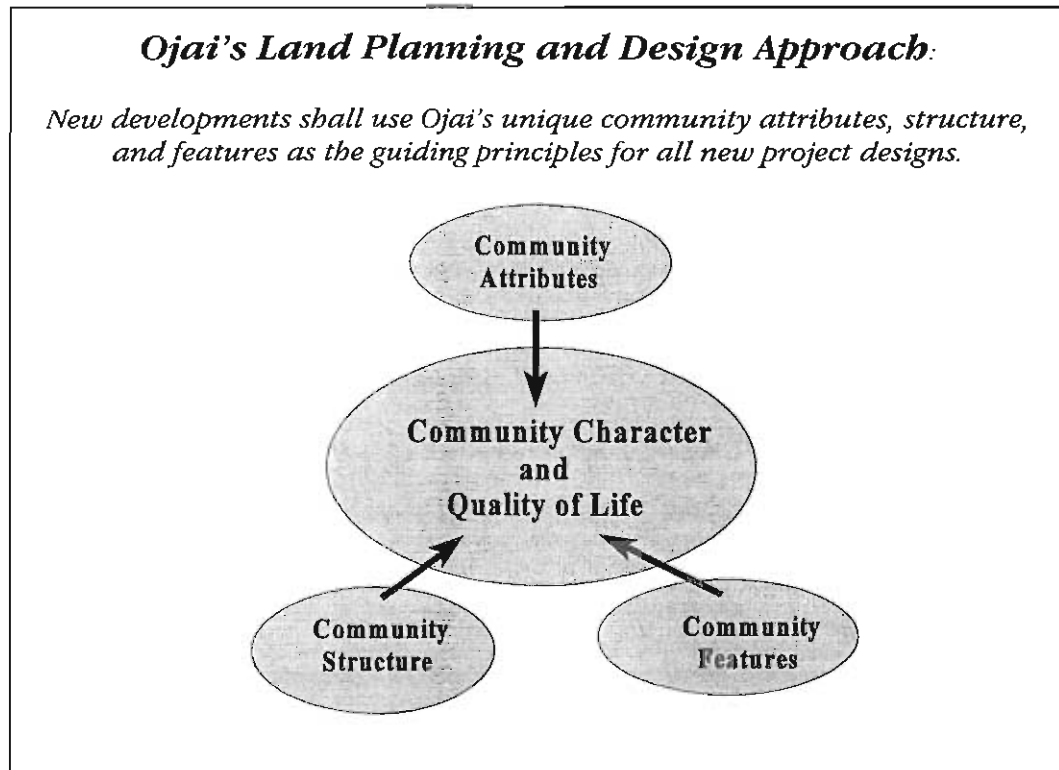 Ojai's Land Planning and Design Approach:
New developments shall use Ojai's unique community attributes, structure,
and features as the guiding principles for all new project designs.
Community
Attributes
Community Character
and
Quality of Life
Community
Structure
Community
Features